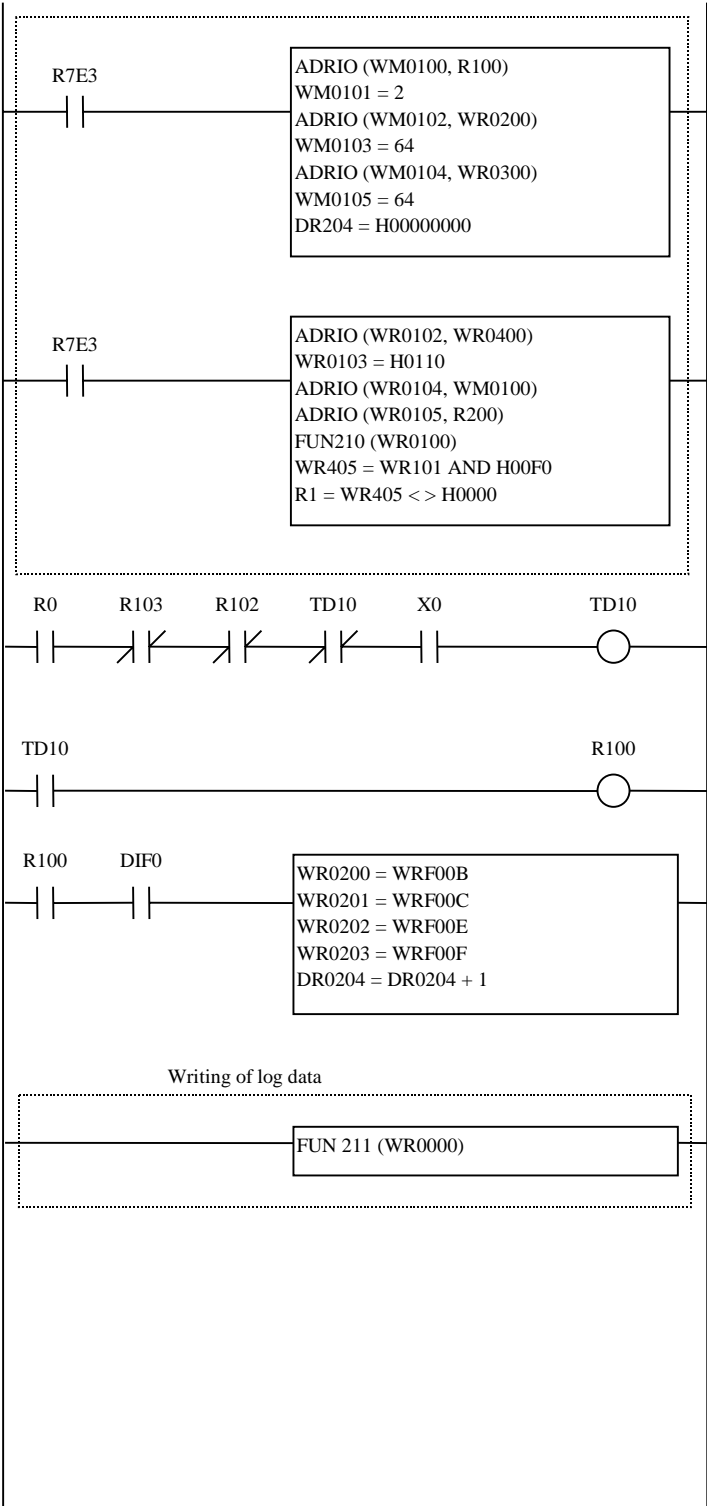 R7E3
ADRIO (WM0100, R100)
WM0101 = 2
ADRIO (WM0102, WR0200)
WM0103 = 64
ADRIO (WM0104, WR0300)
WM0105 = 64
DR204 = H00000000
R7E3
ADRIO (WR0102, WR0400)
WR0103 = H0110
ADRIO (WR0104, WM0100)
ADRIO (WR0105, R200)
FUN210 (WR0100)
WR405 = WR101 AND H00F0
R1 = WR405 < > H0000
R0 R103 R102 TD10 X0 TD10
TD10 R100
R100 DIF0
WR0200 = WRF00B
WR0201 = WRF00C
WR0202 = WRF00E
WR0203 = WRF00F
DR0204 = DR0204 + 1
Writing of log data
FUN 211 (WR0000)